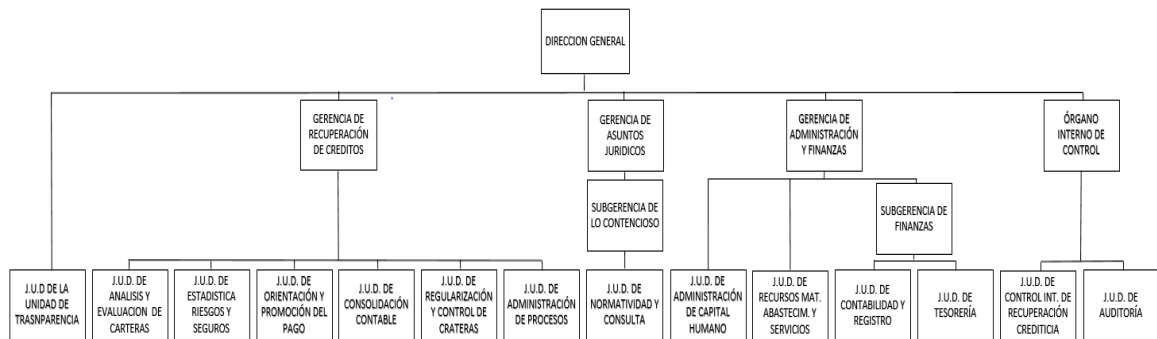 DIRECCION GENERAL
GERENCIA DE
RECUPERACIÓN
DE CREDITOS
GERENCIA DE
ASUNTOS
JURIDICOS
GERENCIA DE
ADMINISTRACIÓN
Y FINANZAS
ÓRGANO
INTERNO DE
CONTROL
SUBGERENCIA DE
LO CONTENCIOSO
SUBGERENCIA DE
FINANZAS
J.U.D DE LA
UNIDAD DE
TRASNPARENCIA
J.U.D. DE
ANALISIS Y
EVALUACION DE
CARTERAS
J.U.D. DE
ESTADISTICA
RIESGOS Y
SEGUROS
J.U.D. DE
ORIENTACIÓN Y
PROMOCIÓN DEL
PAGO
J.U.D. DE
CONSOLIDACIÓN
CONTABLE
J.U.D. DE
REGULARIZACIÓN
Y CONTROL DE
CRATERAS
J.U.D. DE
ADMINISTRACIÓN
DE PROCESOS
J.U.D. DE
NORMATIVIDAD Y
CONSULTA
J.U.D. DE
ADMINISTRACIÓN
DE CAPITAL
HUMANO
J.U.D. DE
RECURSOS MAT.
ABASTECIM. Y
SERVICIOS
J.U.D. DE
CONTABILIDAD Y
REGISTRO
J.U.D. DE
TESORERÍA
J.U.D. DE
CONTROL INT. DE
RECUPERACIÓN
CREDITICIA
J.U.D. DE
AUDITORÍA